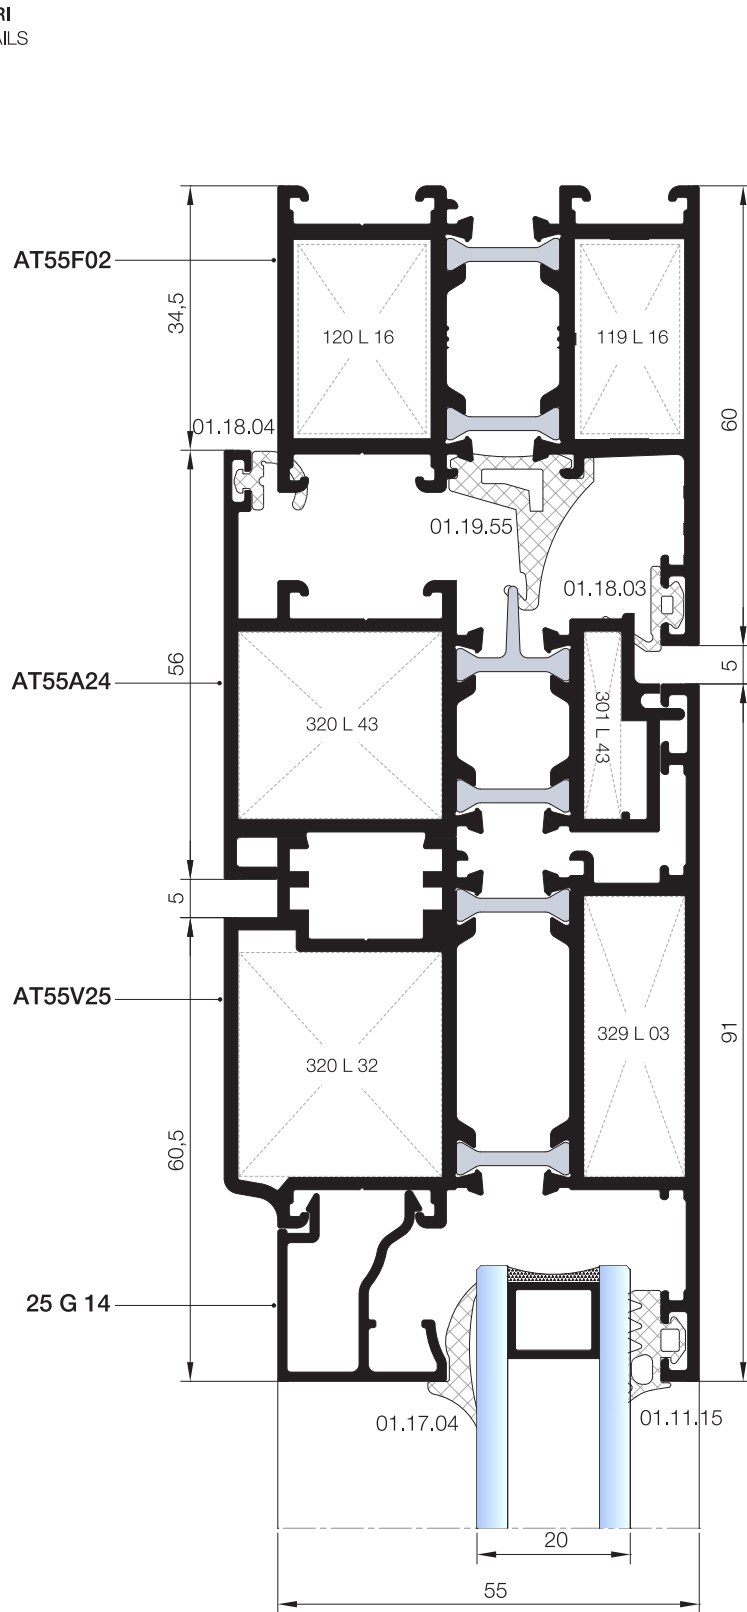 RI
AILS
AT55F02
34,5
120 L 16
119 L 16
60
01.18.04
01.19.55
01.18.03
56
5
AT55A24
320 L 43
301 L 43
5
AT55V25
320 L 32
329 L 03
91
60,5
25 G 14
01.17.04
01.11.15
20
55